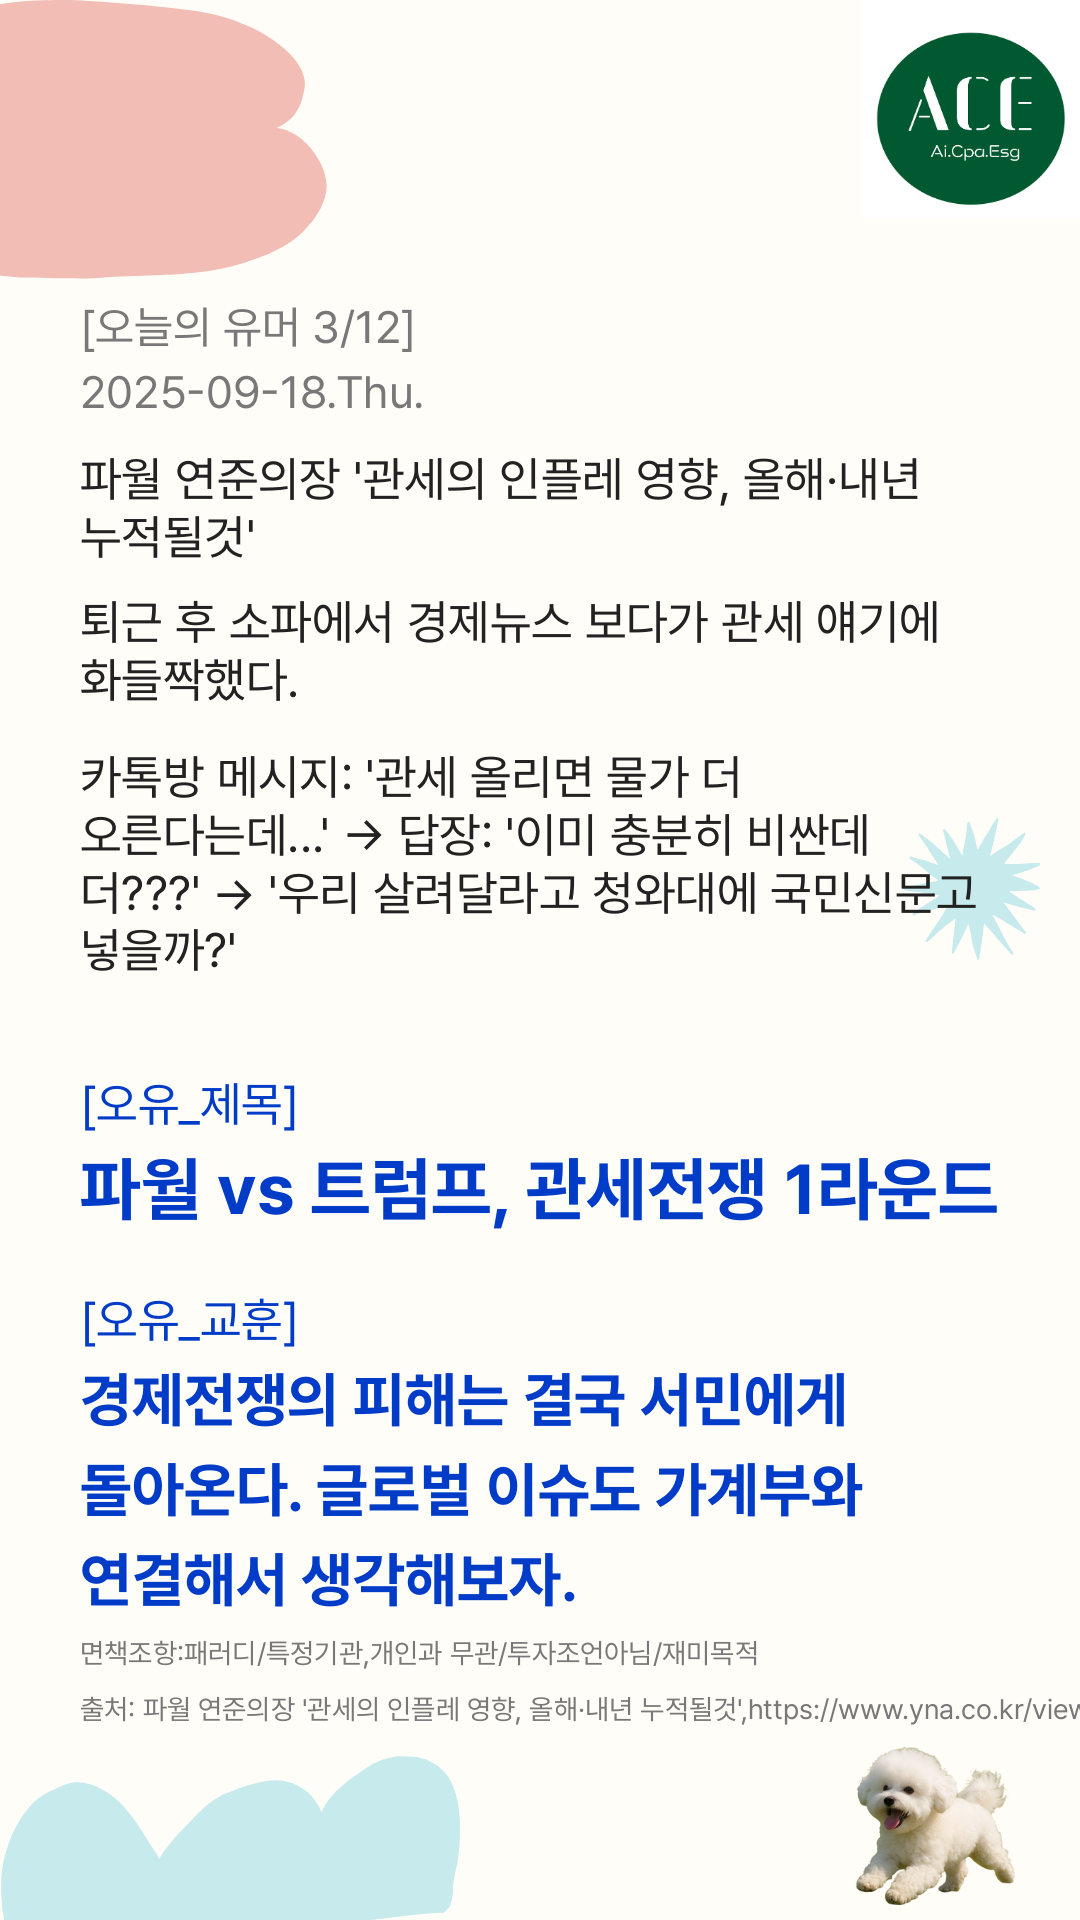 ACE
Ai.Cpa.Esg
[오늘의 유머 3/12]
2025-09-18.Thu.
파월 연준의장 '관세의 인플레 영향, 올해·내년
누적될것'
퇴근 후 소파에서 경제뉴스 보다가 관세 얘기에
화들짝했다.
카톡방 메시지: '관세 올리면 물가 더
오른다는데...' → 답장: '이미 충분히 비싼데
더???' → '우리 살려달라고 청와대에 국민신문고
넣을까?'
[오유_제목]
파월 vs 트럼프, 관세전쟁 1라운드
[오유_교훈]
경제전쟁의 피해는 결국 서민에게
돌아온다. 글로벌 이슈도 가계부와
연결해서 생각해보자.
면책조항:패러디/특정기관,개인과 무관/투자조언아님/재미목적
출처: 파월 연준의장 '관세의 인플레 영향, 올해·내년 누적될것',https://www.yna.co.kr/view